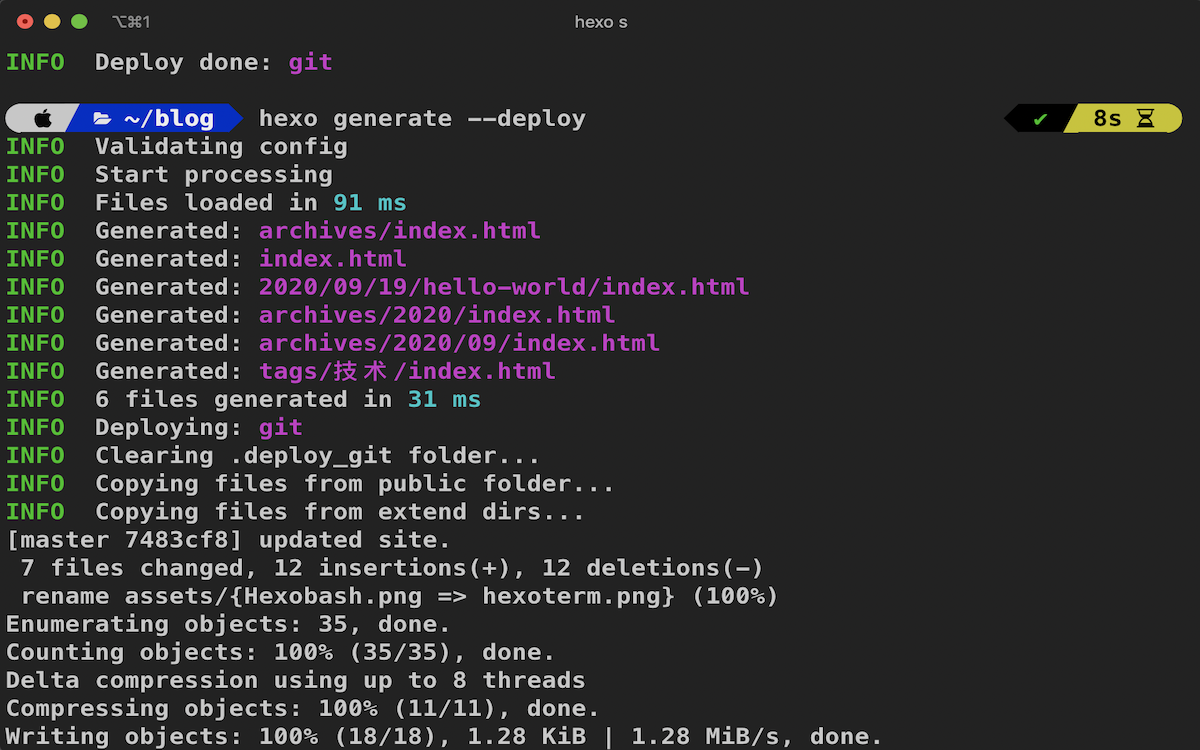 ⌥⌘1 hexo s
INFO  Deploy done: git
~/blog hexo generate --deploy ✔ 8s
INFO  Validating config
INFO  Start processing
INFO  Files loaded in 91 ms
INFO  Generated: archives/index.html
INFO  Generated: index.html
INFO  Generated: 2020/09/19/hello-world/index.html
INFO  Generated: archives/2020/index.html
INFO  Generated: archives/2020/09/index.html
INFO  Generated: tags/技术/index.html
INFO  6 files generated in 31 ms
INFO  Deploying: git
INFO  Clearing .deploy_git folder...
INFO  Copying files from public folder...
INFO  Copying files from extend dirs...
[master 7483cf8] updated site.
 7 files changed, 12 insertions(+), 12 deletions(-)
 rename assets/{Hexobash.png => hexoterm.png} (100%)
Enumerating objects: 35, done.
Counting objects: 100% (35/35), done.
Delta compression using up to 8 threads
Compressing objects: 100% (11/11), done.
Writing objects: 100% (18/18), 1.28 KiB | 1.28 MiB/s, done.